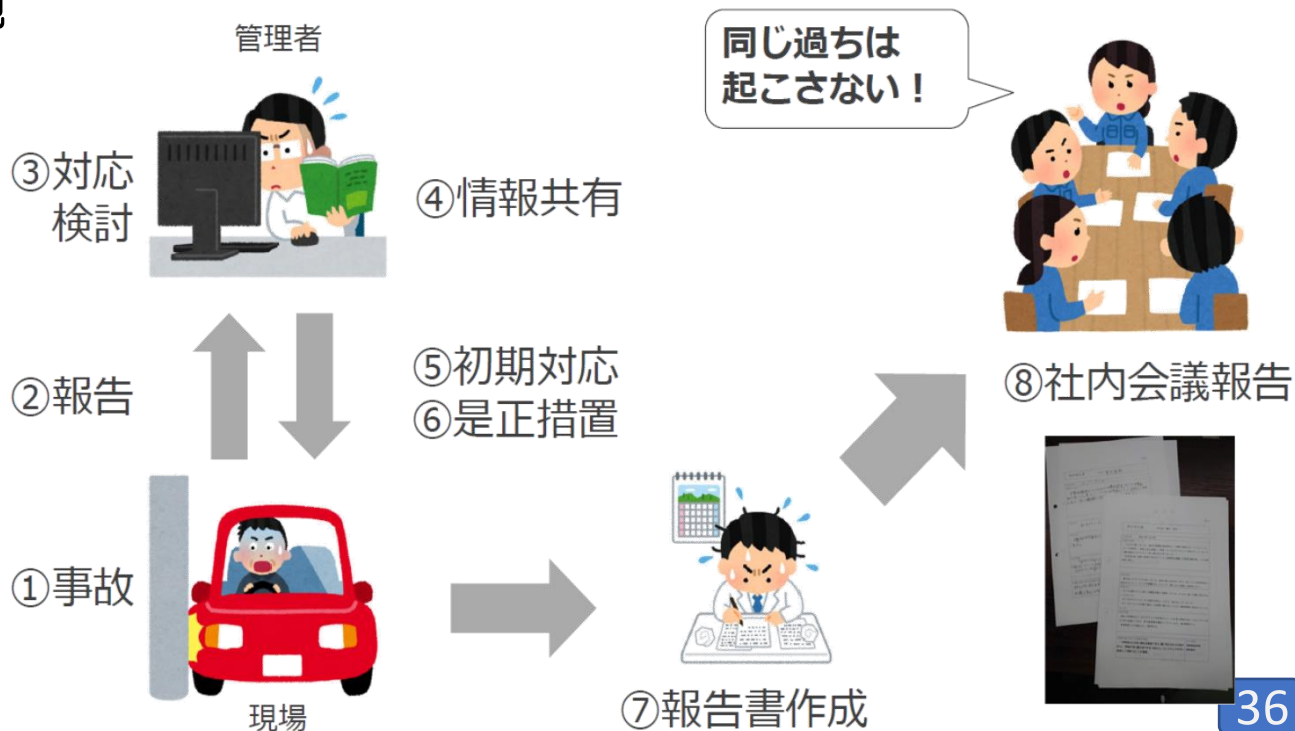 管理者
同じ過ちは
起こさない！
③対応
検討
④情報共有
②報告
⑤初期対応
⑥是正措置
⑧社内会議報告
①事故
現場
⑦報告書作成
36